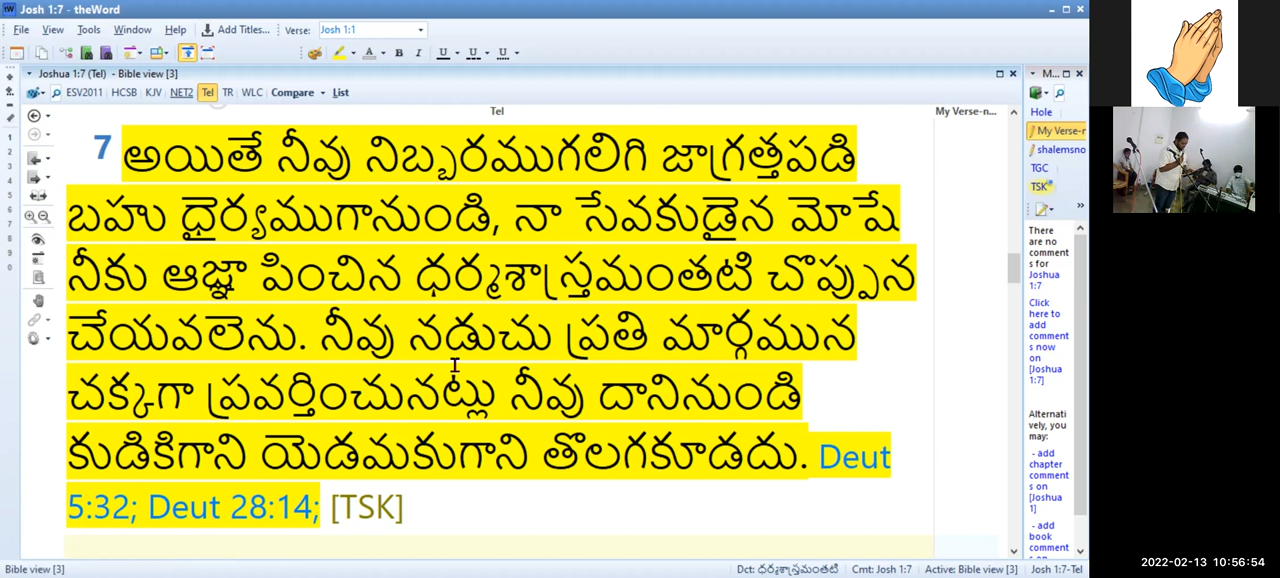 Josh 1:7 - theWord
File View Tools Window Help Add Titles... Verse: Josh 1:1
Joshua 1:7 (Tel) - Bible view [3]
ESV2011 HCSB KJV NET2 Tel TR WLC Compare List
Tel
My Verse-n...
7 అయితే నీవు నిబ్బరముగలిగి జాగ్రత్తపడి
బహు ధైర్యముగానుండి, నా సేవకుడైన మోషే
నీకు ఆజ్ఞా పించిన ధర్మశాస్త్రమంతటి చొప్పున
చేయవలెను. నీవు నడుచు ప్రతి మార్గమున
చక్కగా ప్రవర్తించునట్లు నీవు దానినుండి
కుడికిగాని యెడమకుగాని తొలగకూడదు. Deut
5:32; Deut 28:14; [TSK]
M...
Hole
My Verse-n
shalemsno
TGC
TSK
There
are no
comment
s for
Joshua
1:7
Click
here to
add
comment
s now
on
[Joshua
1:7]
Alternati
vely, you
may:
- add
chapter
comment
s on
[Joshua
1]
- add
book
comment
s on
Bible view [3]
Dct: ధర్మశాస్త్రమంతటి Cmt: Josh 1:7 Active: Bible view [3] Josh 1:7-Tel
2022-02-13 10:56:54